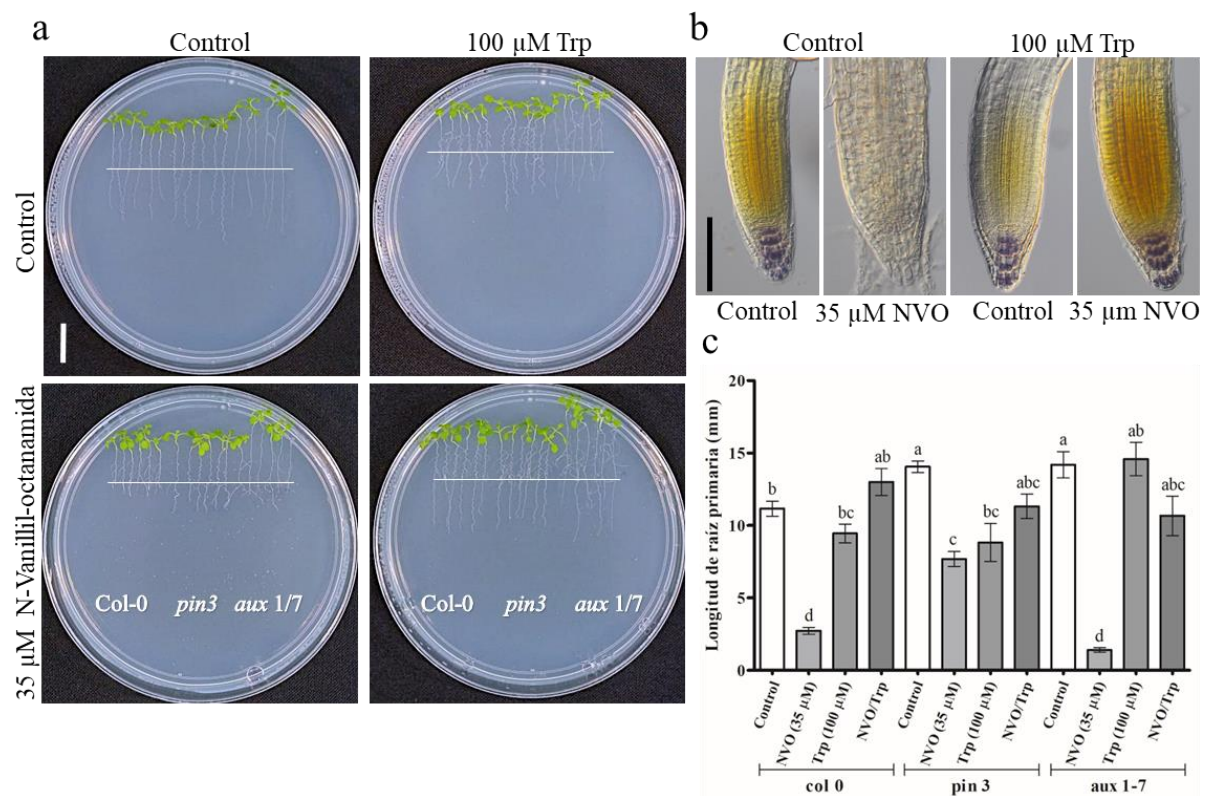 a
Control
100 µM Trp
Control
35 µM N-Vanillil-octanamida
Col-0 pin3 aux 1/7
Col-0 pin3 aux 1/7
b
Control
100 µM Trp
Control
35 µM NVO
Control
35 µm NVO
c
Longitud de raíz primaria (mm)
20
15
10
5
0
b
d
bc
ab
a
c
bc
abc
a
d
ab
abc
Control
NVO (35 µM)
Trp (100 µM)
NVO/Trp
Control
NVO (35 µM)
Trp (100 µM)
NVO/Trp
Control
NVO (35 µM)
Trp (100 µM)
NVO/Trp
col 0
pin 3
aux 1-7